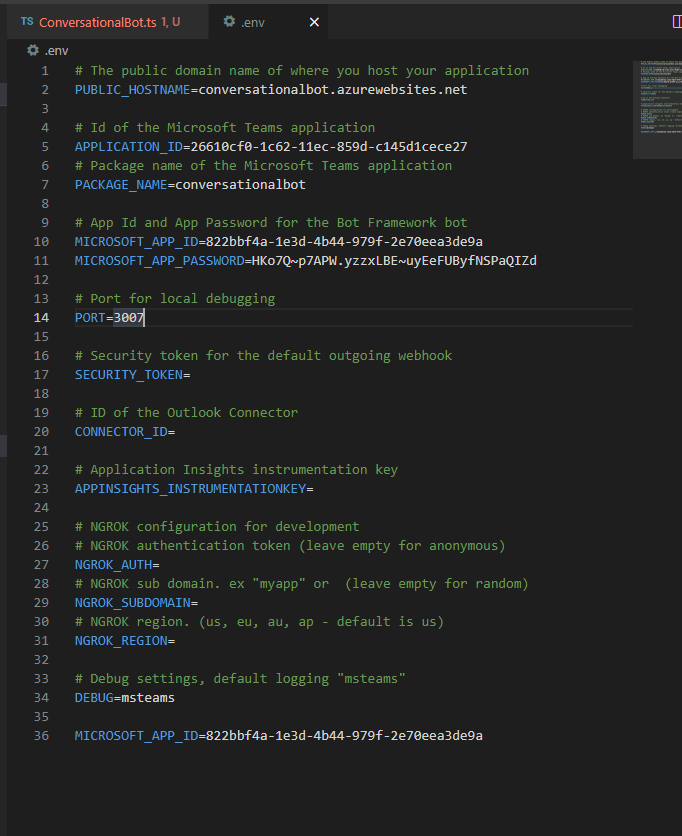 TS ConversationalBot.ts 1, U
.env
.env
1 # The public domain name of where you host your application
2 PUBLIC_HOSTNAME=conversationalbot.azurewebsites.net
3
4 # Id of the Microsoft Teams application
5 APPLICATION_ID=26610cf0-1c62-11ec-859d-c145d1cece27
6 # Package name of the Microsoft Teams application
7 PACKAGE_NAME=conversationalbot
8
9 # App Id and App Password for the Bot Framework bot
10 MICROSOFT_APP_ID=822bbf4a-1e3d-4b44-979f-2e70eea3de9a
11 MICROSOFT_APP_PASSWORD=HKo7Q~p7APW.yzzxLBE~uyEeFUByfNSPaQIZd
12
13 # Port for local debugging
14 PORT=3007
15
16 # Security token for the default outgoing webhook
17 SECURITY_TOKEN=
18
19 # ID of the Outlook Connector
20 CONNECTOR_ID=
21
22 # Application Insights instrumentation key
23 APPINSIGHTS_INSTRUMENTATIONKEY=
24
25 # NGROK configuration for development
26 # NGROK authentication token (leave empty for anonymous)
27 NGROK_AUTH=
28 # NGROK sub domain. ex "myapp" or  (leave empty for random)
29 NGROK_SUBDOMAIN=
30 # NGROK region. (us, eu, au, ap - default is us)
31 NGROK_REGION=
32
33 # Debug settings, default logging "msteams"
34 DEBUG=msteams
35
36 MICROSOFT_APP_ID=822bbf4a-1e3d-4b44-979f-2e70eea3de9a